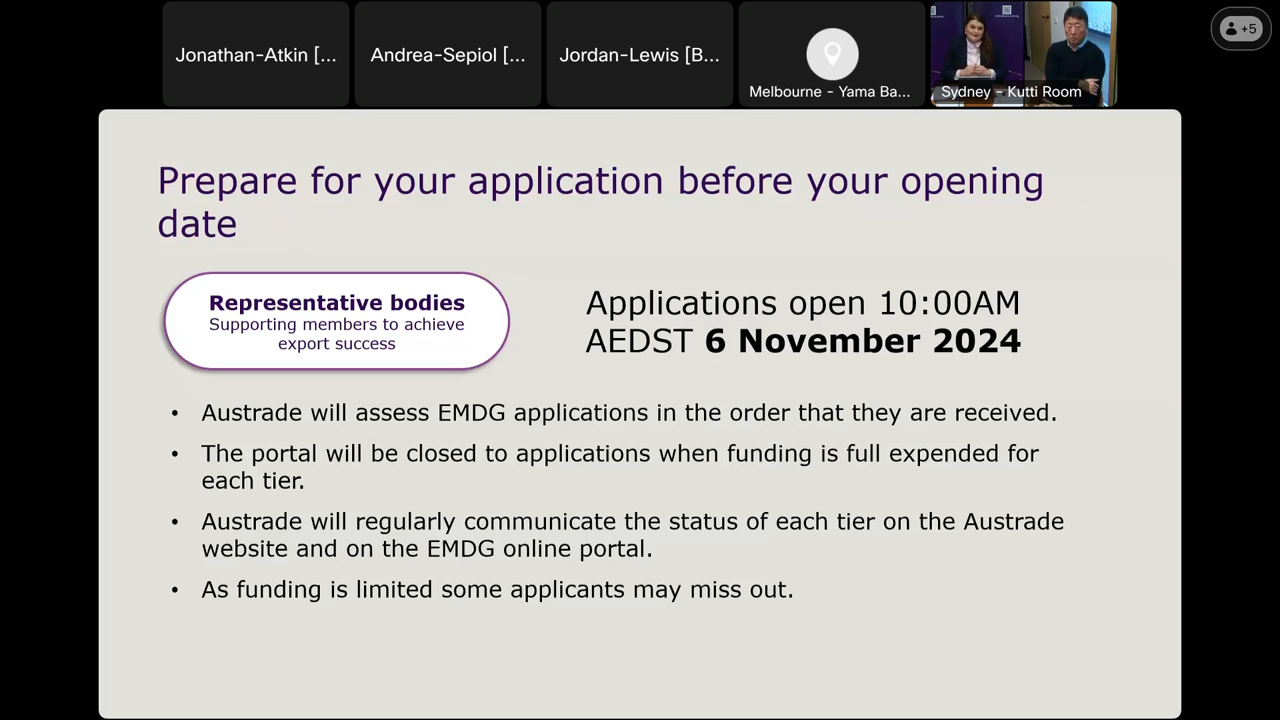 Jonathan-Atkin [...
Andrea-Sepiol [...
Jordan-Lewis [B...
Melbourne - Yama Ba...
Sydney - Kutti Room
+5
Prepare for your application before your opening
date
Representative bodies
Supporting members to achieve
export success
Applications open 10:00AM
AEDST 6 November 2024
• Austrade will assess EMDG applications in the order that they are received.
• The portal will be closed to applications when funding is full expended for
each tier.
• Austrade will regularly communicate the status of each tier on the Austrade
website and on the EMDG online portal.
• As funding is limited some applicants may miss out.